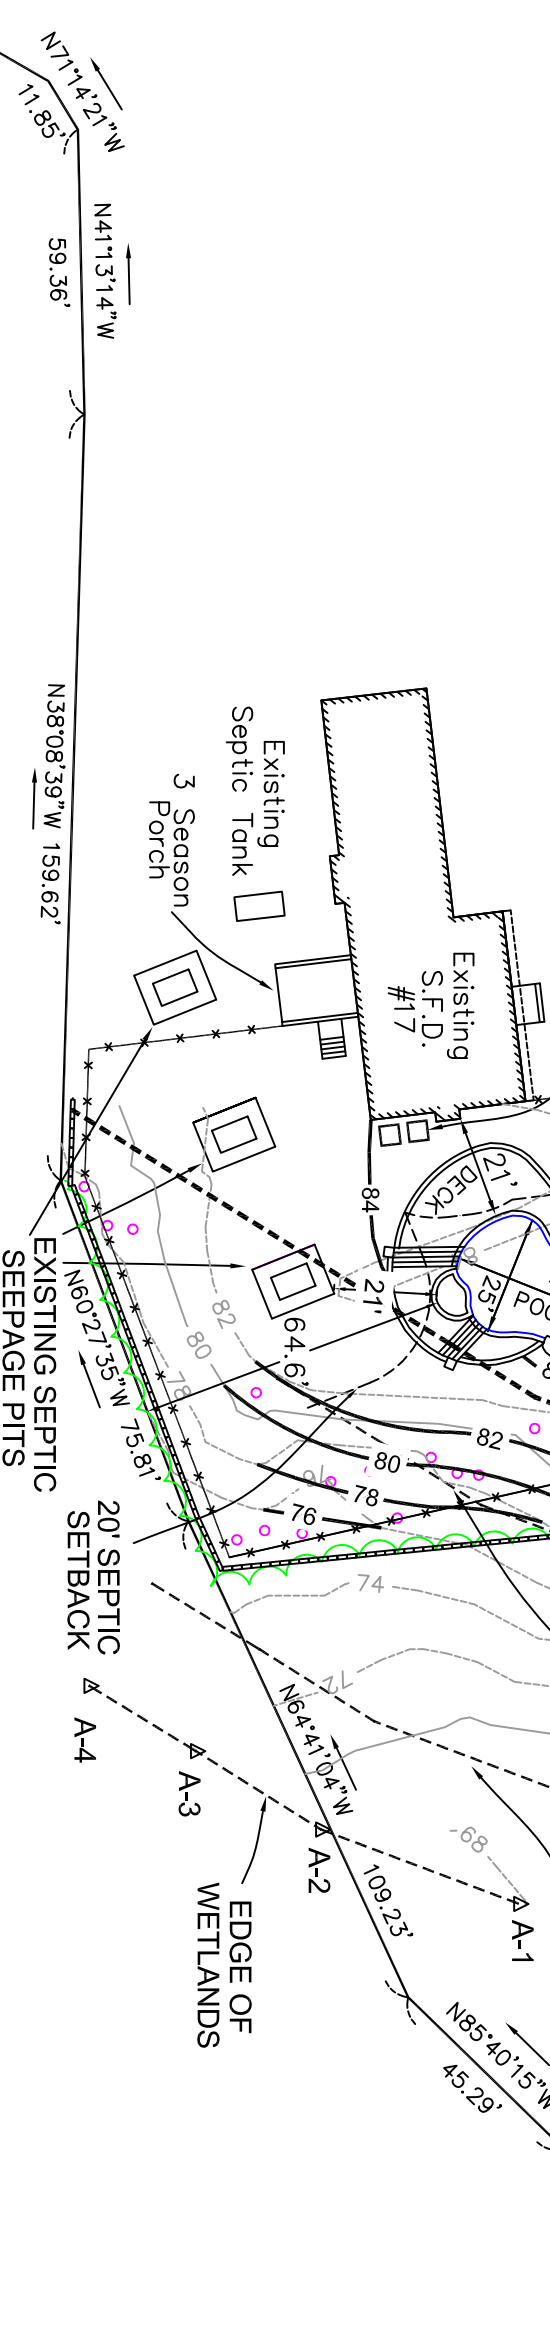 N71°14'21"W
11.85'
N41°13'14"W
59.36'
N38°08'39"W 159.62'
Existing
Septic Tank
3 Season
Porch
Existing
S.F.D.
#17
84
DECK
21'
21'
25'
82
80
78
64.6'
EXISTING SEPTIC
SEEPAGE PITS
N60°27'35"W 75.81'
82
80
78
76
76
74
72
20' SEPTIC
SETBACK
A-4
A-3
A-2
A-1
N64°41'04"W
109.23'
68
EDGE OF
WETLANDS
N85°40'15"W
45.29'